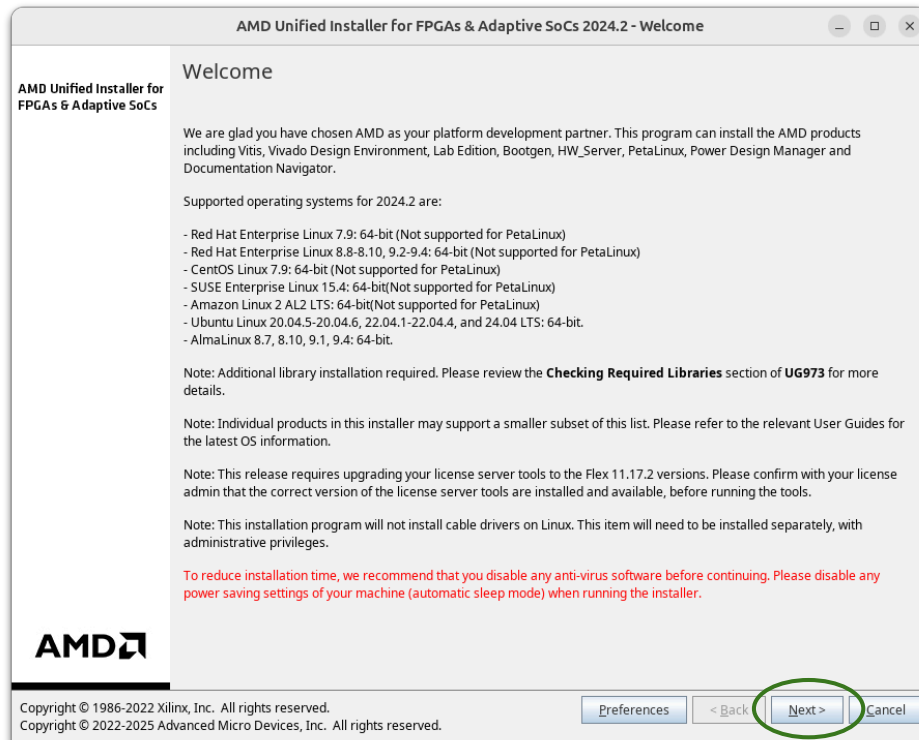 AMD Unified Installer for FPGAs & Adaptive SoCs 2024.2 - Welcome
AMD Unified Installer for
FPGAs & Adaptive SoCs
Welcome
We are glad you have chosen AMD as your platform development partner. This program can install the AMD products
including Vitis, Vivado Design Environment, Lab Edition, Bootgen, HW_Server, PetaLinux, Power Design Manager and
Documentation Navigator.
Supported operating systems for 2024.2 are:
- Red Hat Enterprise Linux 7.9: 64-bit (Not supported for PetaLinux)
- Red Hat Enterprise Linux 8.8-8.10, 9.2-9.4: 64-bit (Not supported for PetaLinux)
- CentOS Linux 7.9: 64-bit (Not supported for PetaLinux)
- SUSE Enterprise Linux 15.4: 64-bit(Not supported for PetaLinux)
- Amazon Linux 2 AL2 LTS: 64-bit(Not supported for PetaLinux)
- Ubuntu Linux 20.04.5-20.04.6, 22.04.1-22.04.4, and 24.04 LTS: 64-bit.
- AlmaLinux 8.7, 8.10, 9.1, 9.4: 64-bit.
Note: Additional library installation required. Please review the Checking Required Libraries section of UG973 for more
details.
Note: Individual products in this installer may support a smaller subset of this list. Please refer to the relevant User Guides for
the latest OS information.
Note: This release requires upgrading your license server tools to the Flex 11.17.2 versions. Please confirm with your license
admin that the correct version of the license server tools are installed and available, before running the tools.
Note: This installation program will not install cable drivers on Linux. This item will need to be installed separately, with
administrative privileges.
To reduce installation time, we recommend that you disable any anti-virus software before continuing. Please disable any
power saving settings of your machine (automatic sleep mode) when running the installer.
AMD
Copyright © 1986-2022 Xilinx, Inc. All rights reserved.
Copyright © 2022-2025 Advanced Micro Devices, Inc. All rights reserved.
Preferences
< Back
Next >
Cancel